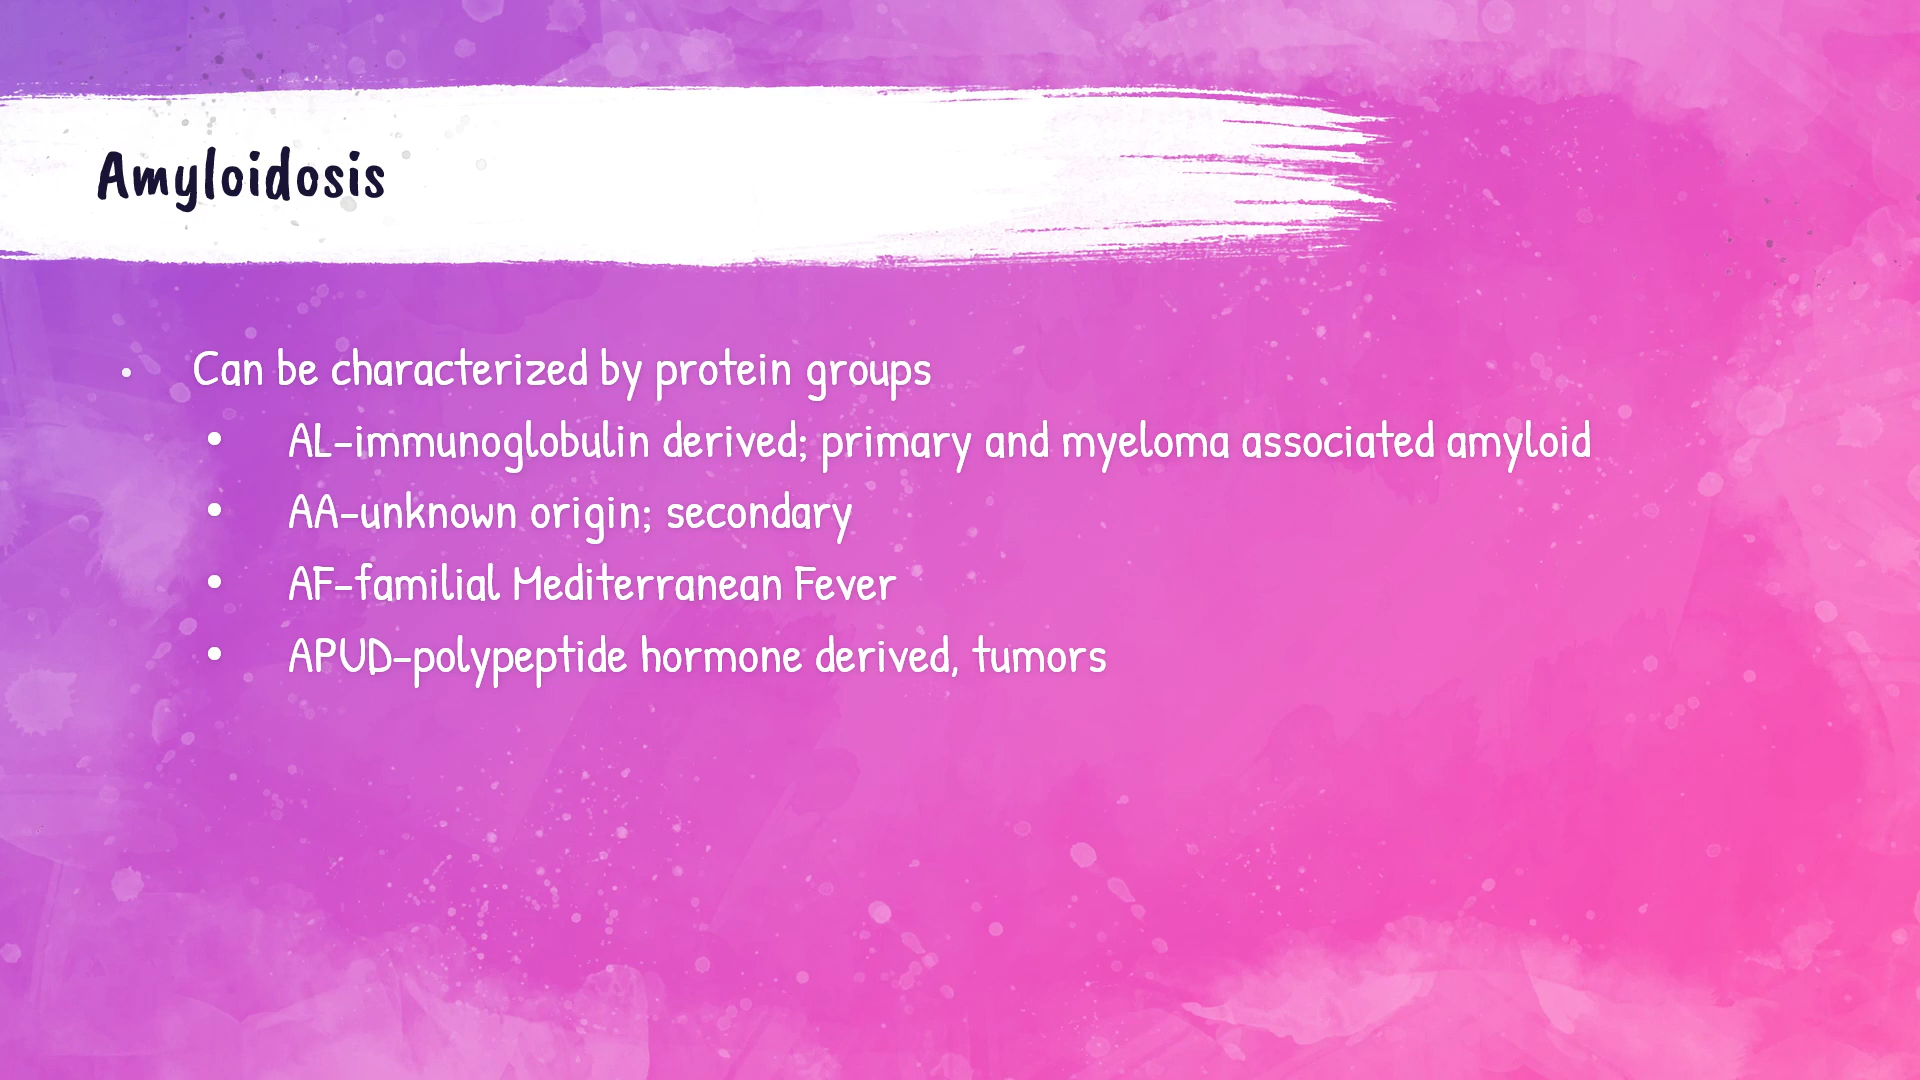 Amyloidosis
• Can be characterized by protein groups
• AL-immunoglobulin derived; primary and myeloma associated amyloid
• AA-unknown origin; secondary
• AF-familial Mediterranean Fever
• APUD-polypeptide hormone derived, tumors